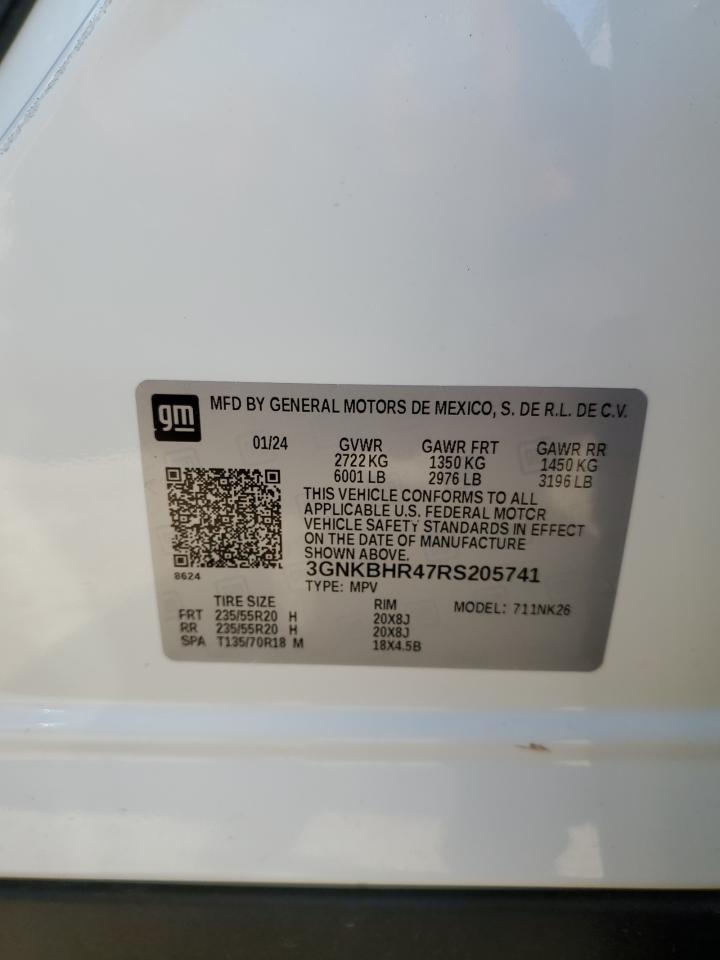 gm
MFD BY GENERAL MOTORS DE MEXICO, S. DE R.L. DE C.V.
01/24 GVWR GAWR FRT GAWR RR
2722 KG 1350 KG 1450 KG
6001 LB 2976 LB 3196 LB
THIS VEHICLE CONFORMS TO ALL
APPLICABLE U.S. FEDERAL MOTOR
VEHICLE SAFETY STANDARDS IN EFFECT
ON THE DATE OF MANUFACTURE
SHOWN ABOVE.
8624
3GNKBHR47RS205741
TYPE: MPV
TIRE SIZE RIM MODEL: 711NK26
FRT 235/55R20 H 20X8J
RR 235/55R20 H 20X8J
SPA T135/70R18 M 18X4.5B